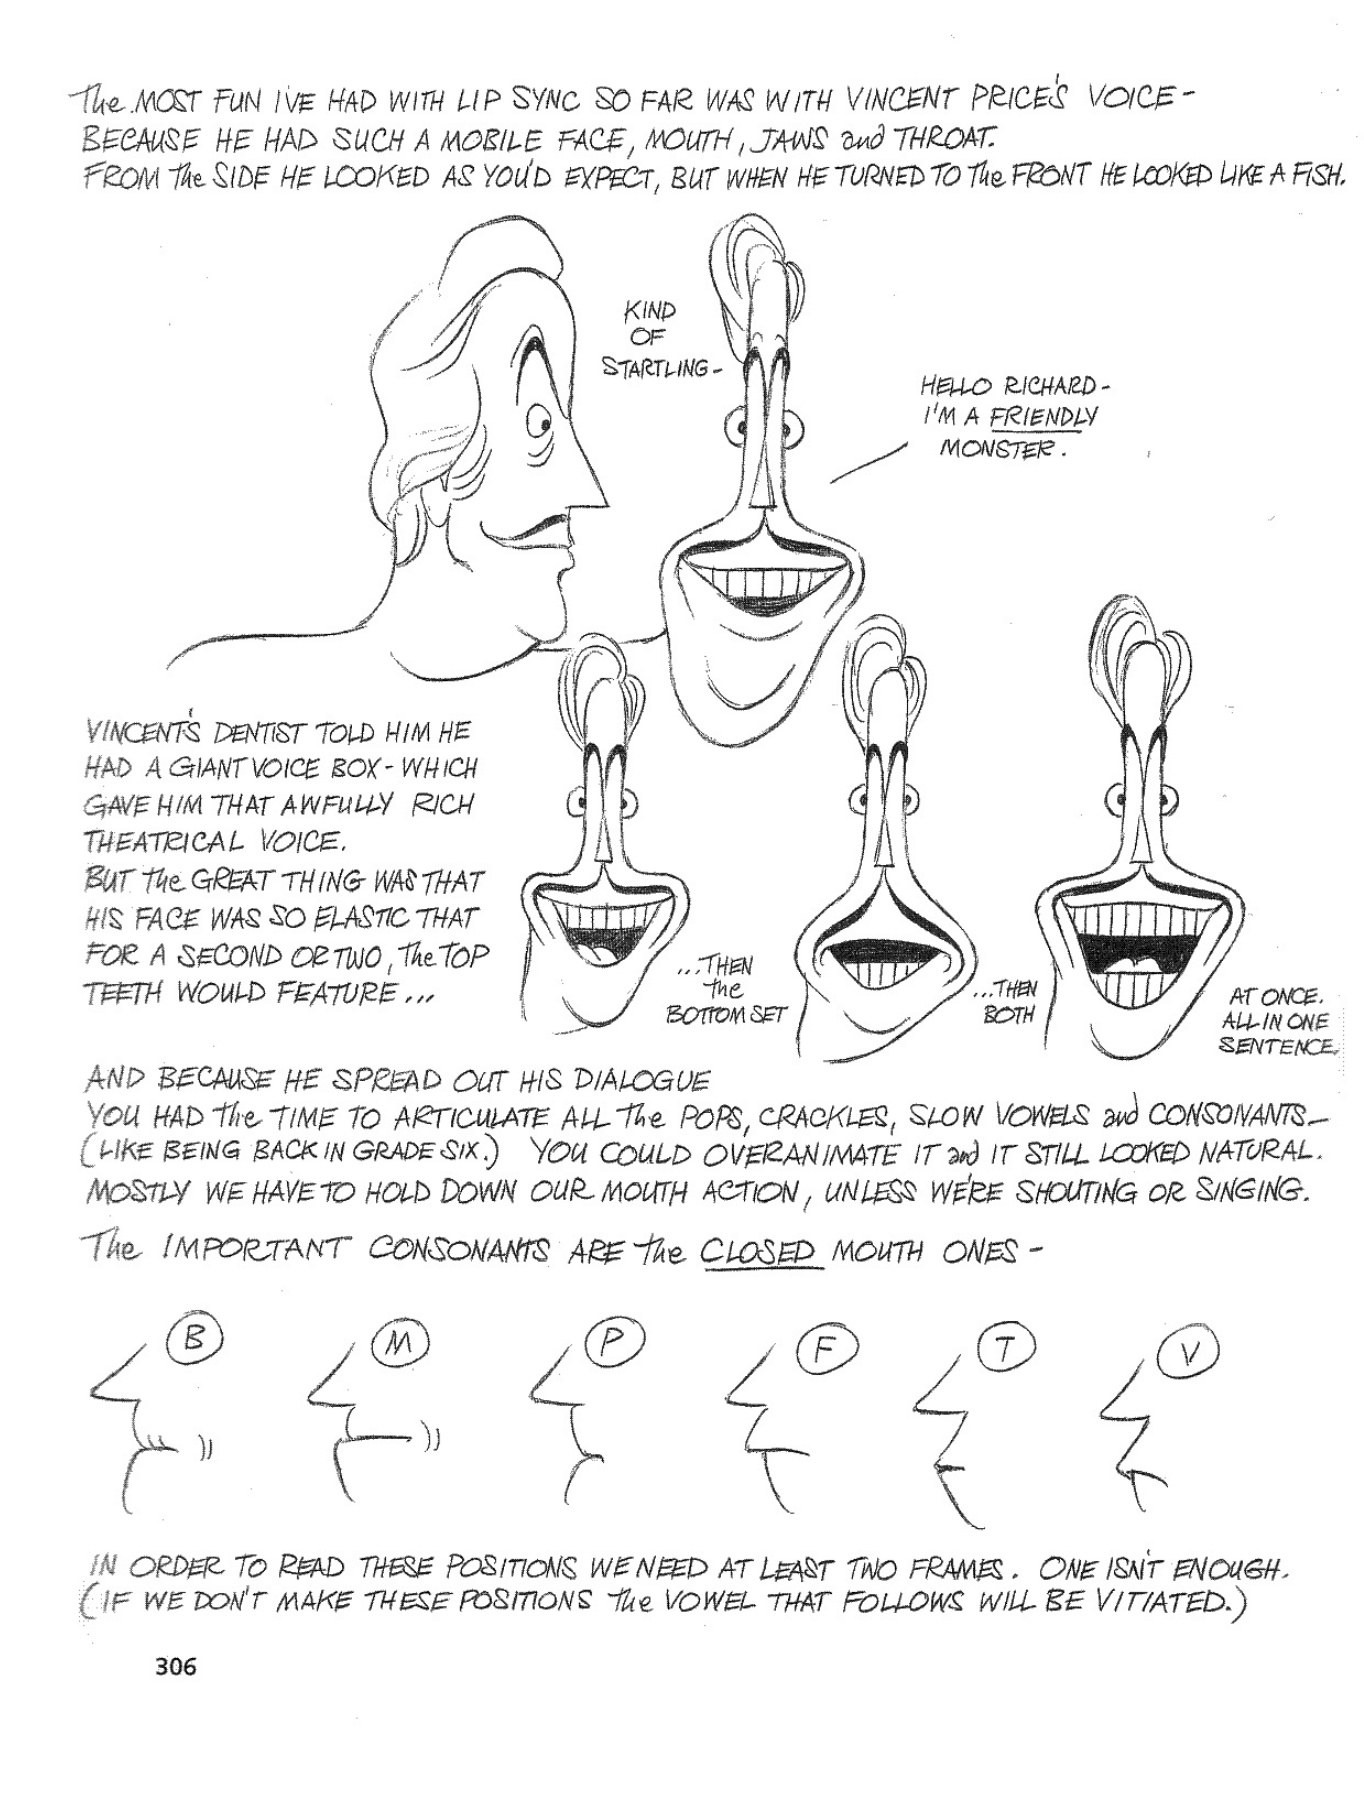 The MOST FUN I'VE HAD WITH LIP SYNC SO FAR WAS WITH VINCENT PRICE'S VOICE -
BECAUSE HE HAD SUCH A MOBILE FACE, MOUTH, JAWS and THROAT.
FROM the SIDE HE LOOKED AS YOU'D EXPECT, BUT WHEN HE TURNED TO the FRONT HE LOOKED LIKE A FISH.
KIND
OF
STARTLING -
HELLO RICHARD -
I'M A FRIENDLY
MONSTER.
VINCENT'S DENTIST TOLD HIM HE
HAD A GIANT VOICE BOX - WHICH
GAVE HIM THAT AWFULLY RICH
THEATRICAL VOICE.
BUT the GREAT THING WAS THAT
HIS FACE WAS SO ELASTIC THAT
FOR A SECOND OR TWO, the TOP
TEETH WOULD FEATURE ...
...THEN
the
BOTTOM SET
...THEN
BOTH
AT ONCE.
ALL IN ONE
SENTENCE.
AND BECAUSE HE SPREAD OUT HIS DIALOGUE
YOU HAD the TIME TO ARTICULATE ALL the POPS, CRACKLES, SLOW VOWELS and CONSONANTS -
(LIKE BEING BACK IN GRADE SIX.) YOU COULD OVERANIMATE IT and IT STILL LOOKED NATURAL.
MOSTLY WE HAVE TO HOLD DOWN OUR MOUTH ACTION, UNLESS WE'RE SHOUTING OR SINGING.
The IMPORTANT CONSONANTS ARE the CLOSED MOUTH ONES -
B M P F T V
IN ORDER TO READ THESE POSITIONS WE NEED AT LEAST TWO FRAMES. ONE ISN'T ENOUGH.
(IF WE DON'T MAKE THESE POSITIONS the VOWEL THAT FOLLOWS WILL BE VITIATED.)
306